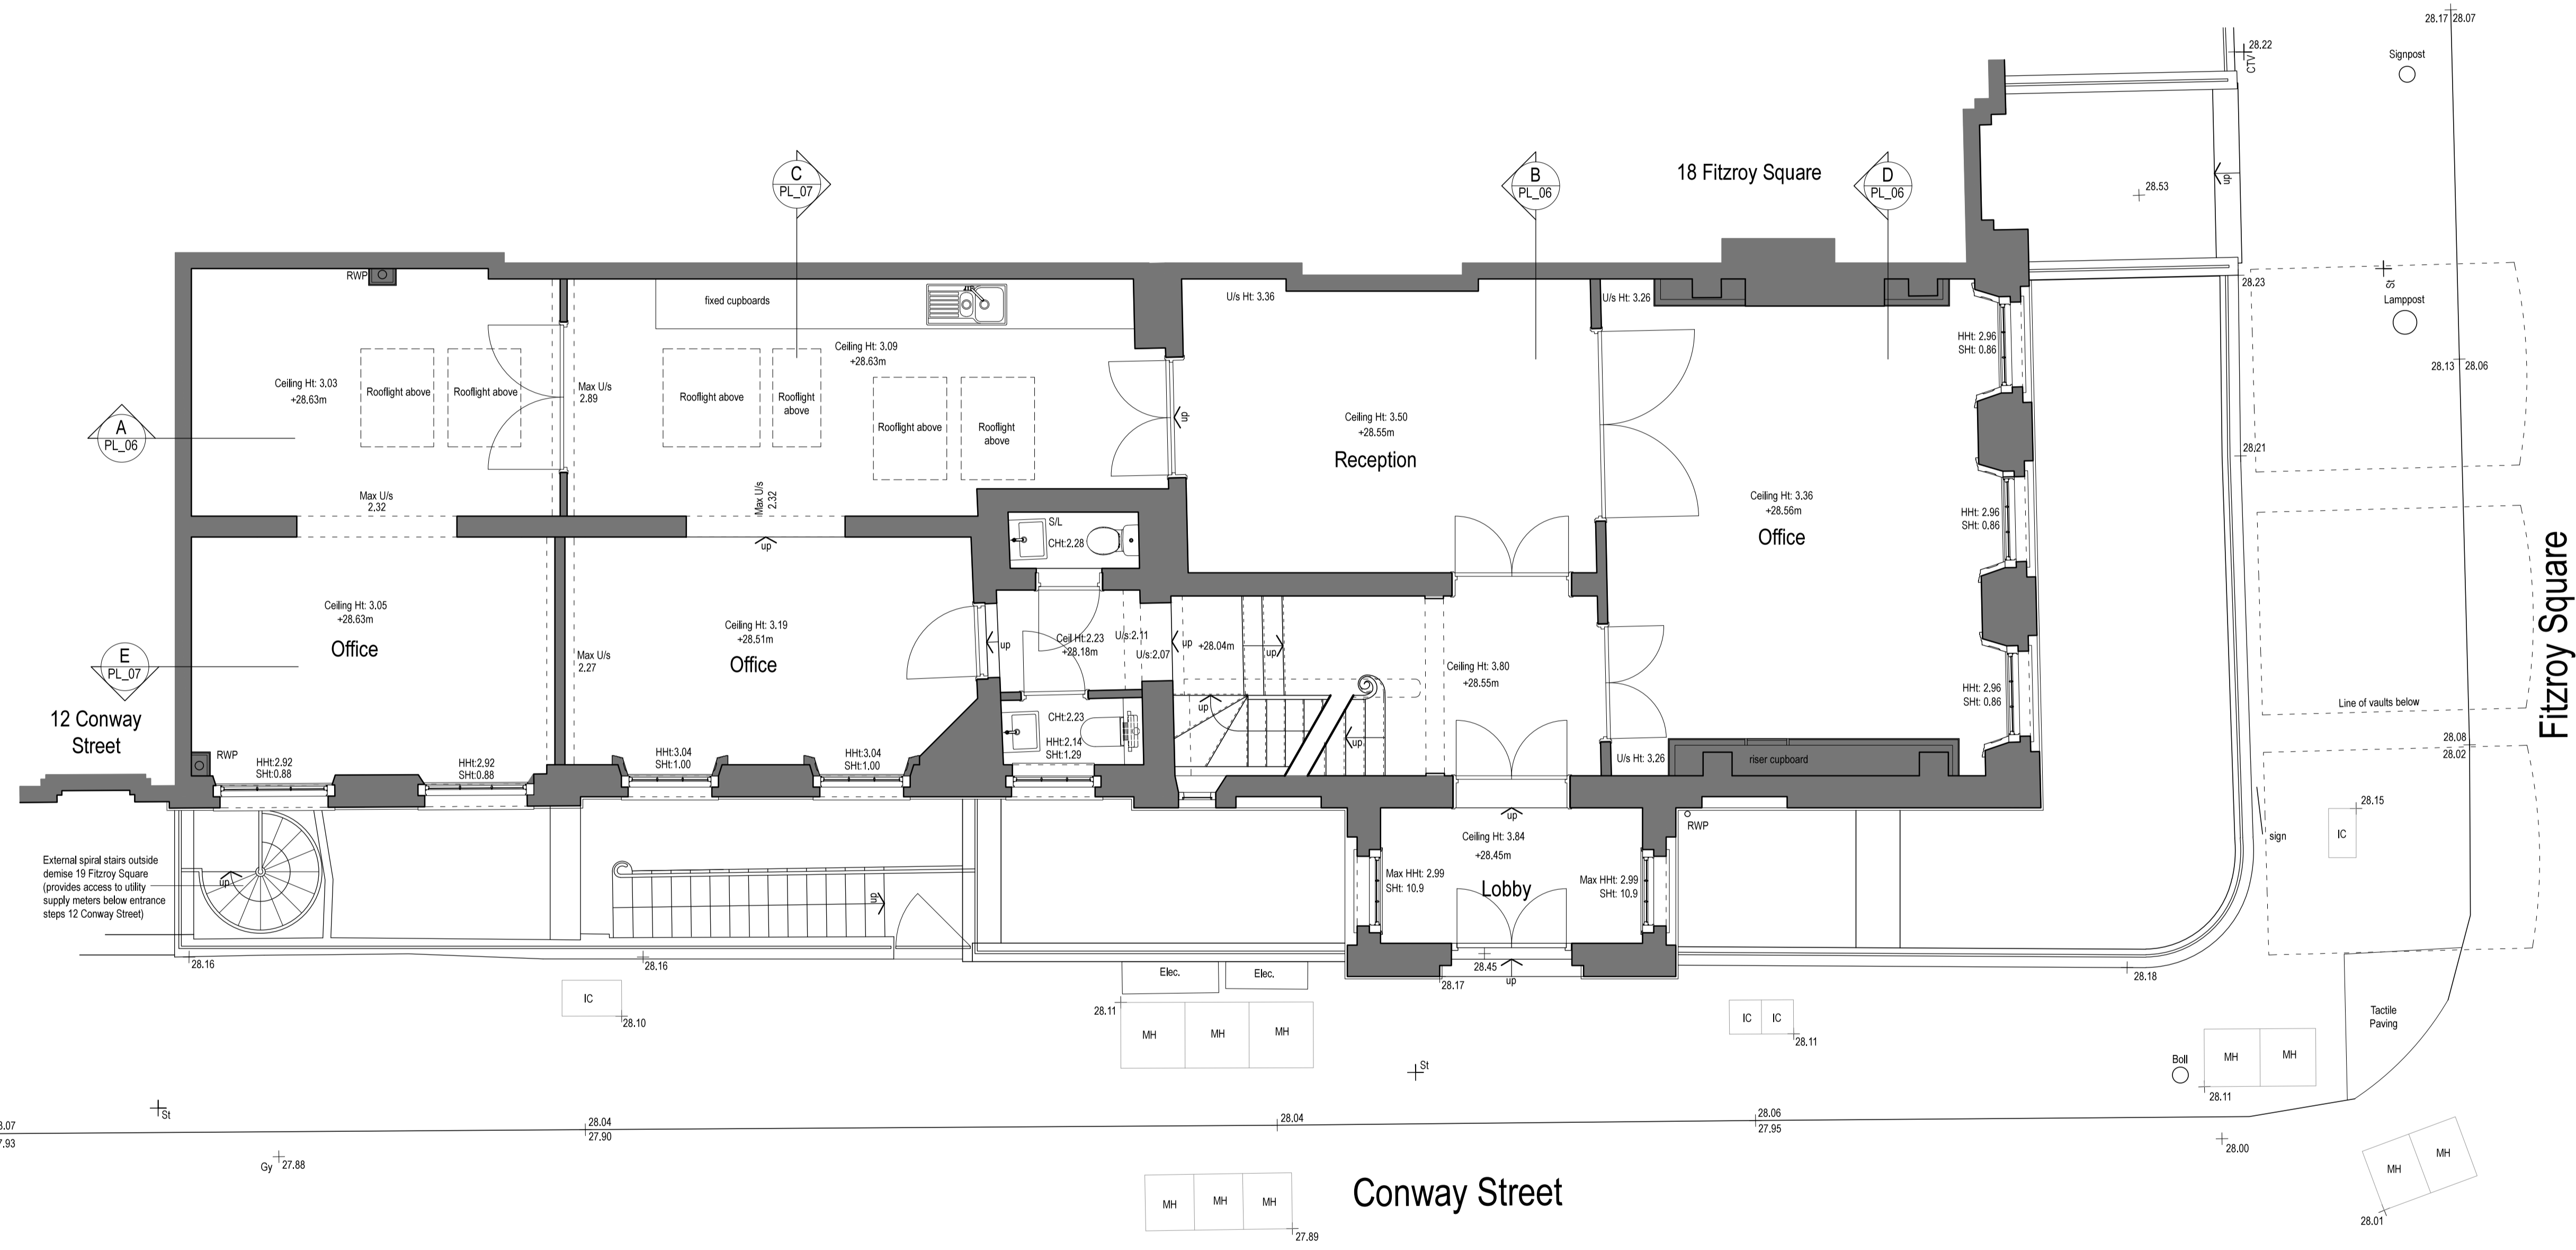 28.17 28.07
28.22
CTV
Signpost
C
PL_07
B
PL_06
18 Fitzroy Square
D
PL_06
up
28.53
RWP
fixed cupboards
U/s Ht: 3.36
U/s Ht: 3.26
28.23
St
Lamppost
Ceiling Ht: 3.03
+28.63m
Rooflight above
Rooflight above
Max U/s
2.89
Rooflight above
Rooflight
above
Ceiling Ht: 3.09
+28.63m
Rooflight above
Rooflight
above
up
Ceiling Ht: 3.50
+28.55m
Reception
HHt: 2.96
SHt: 0.86
28.13 28.06
A
PL_06
28.21
Max U/s
2.32
Max U/s
2.32
up
S/L
CHt:2.28
Ceiling Ht: 3.36
+28.56m
Office
HHt: 2.96
SHt: 0.86
Fitzroy Square
Ceiling Ht: 3.05
+28.63m
Office
Ceiling Ht: 3.19
+28.51m
Office
Max U/s
2.27
up
Ceil Ht:2.23
+28.18m
U/s:2.11
U/s:2.07
up
+28.04m
up
up
up
Ceiling Ht: 3.80
+28.55m
HHt: 2.96
SHt: 0.86
E
PL_07
12 Conway
Street
RWP
HHt:2.92
SHt:0.88
HHt:2.92
SHt:0.88
HHt:3.04
SHt:1.00
HHt:3.04
SHt:1.00
CHt:2.23
HHt:2.14
SHt:1.29
U/s Ht: 3.26
riser cupboard
Line of vaults below
28.08
28.02
External spiral stairs outside
demise 19 Fitzroy Square
(provides access to utility
supply meters below entrance
steps 12 Conway Street)
up
up
up
Ceiling Ht: 3.84
+28.45m
Lobby
Max HHt: 2.99
SHt: 10.9
Max HHt: 2.99
SHt: 10.9
RWP
sign
28.15
IC
28.16
28.16
Elec.
Elec.
28.45
up
28.17
28.18
IC
28.10
28.11
MH
MH
MH
IC
IC
28.11
Tactile
Paving
St
Boll
MH
MH
28.11
St
28.04
27.90
28.04
28.06
27.95
28.00
Gy
27.88
Conway Street
MH
MH
MH
27.89
MH
MH
28.01